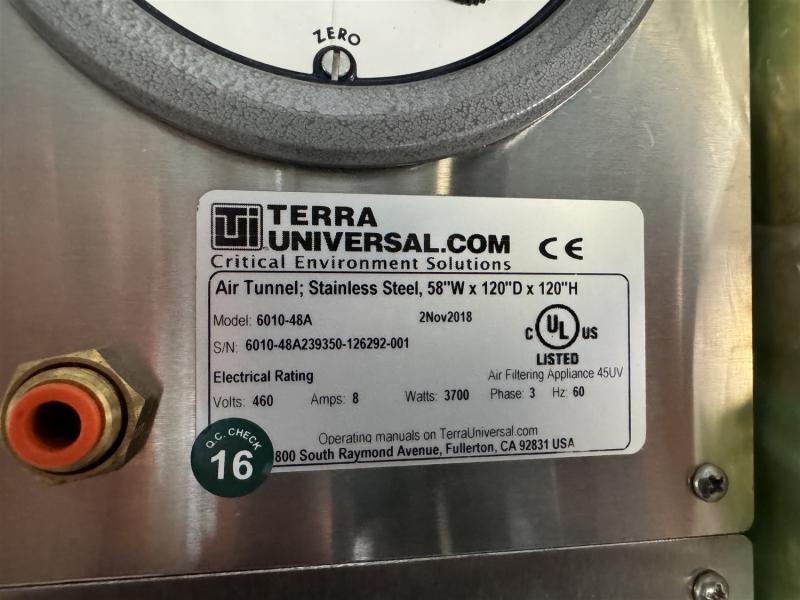 ZERO
TERRA
UNIVERSAL.COM
Critical Environment Solutions
CE
Air Tunnel; Stainless Steel, 58"W x 120"D x 120"H
Model: 6010-48A 2Nov2018
S/N: 6010-48A239350-126292-001
C UL US
LISTED
Electrical Rating Air Filtering Appliance 45UV
Volts: 460 Amps: 8 Watts: 3700 Phase: 3 Hz: 60
Operating manuals on TerraUniversal.com
800 South Raymond Avenue, Fullerton, CA 92831 USA
Q.C. CHECK
16